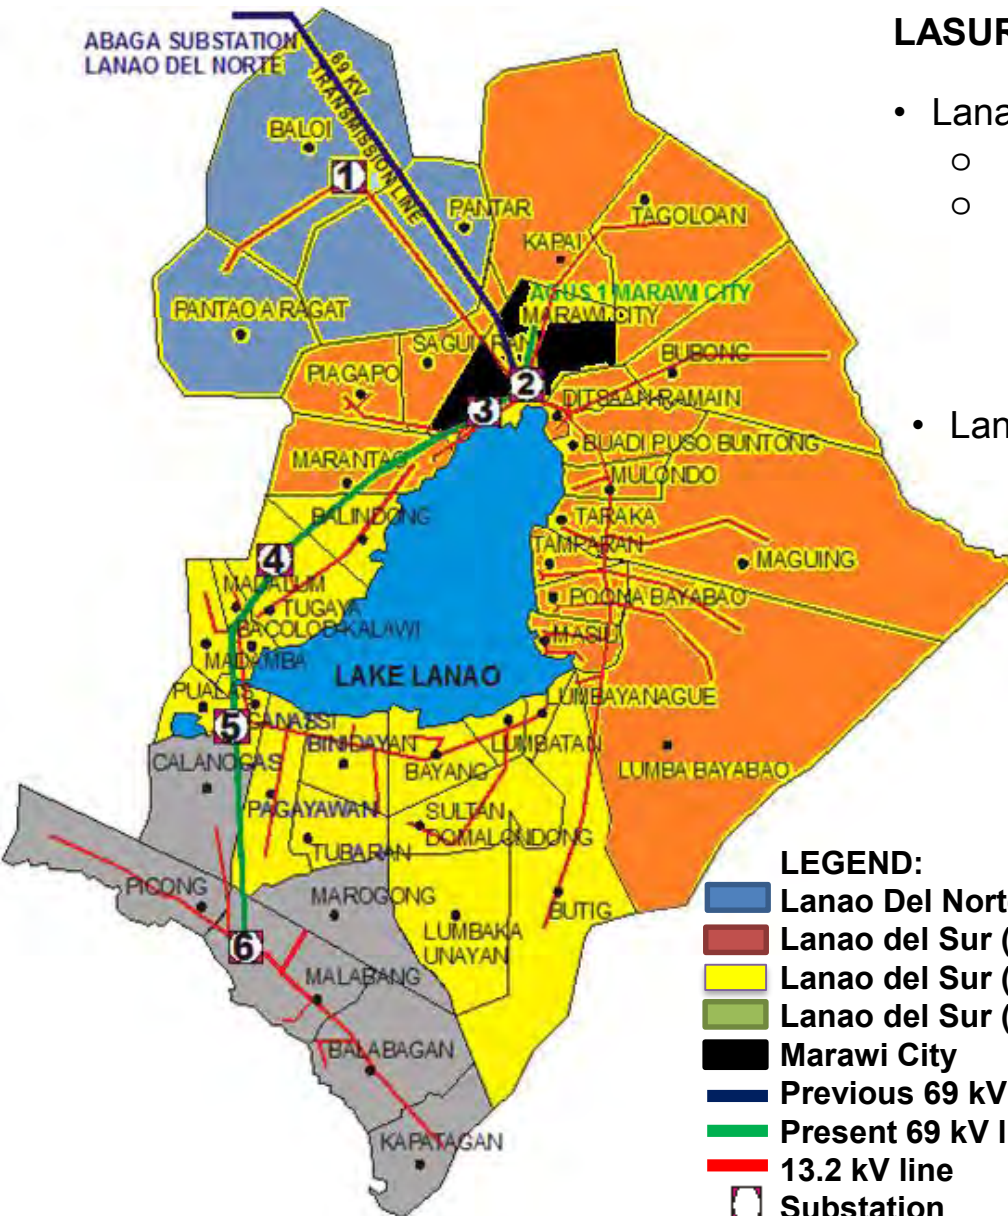 LASUR
• Lana
o
o
• Lan
ABAGA SUBSTATION
LANAO DEL NORTE
69 KV
TRANSMISSION LINE
BALOI
1
PANTAR
TAGOLOAN
KAPAI
PANTAO A RAGAT
AGUS 1 MARAWI CITY
MARAWI CITY
SAGUI RAN
BUBONG
PIAGAPO
2
DITSAAN-RAMAIN
3
BUADI PUSO BUNTONG
MARANTAO
MULONDO
BALINDONG
TARAKA
TAMPARAN
4
MAGUING
MADALUM
TUGAYA
POONA BAYABAO
BACOLOD-KALAWI
MASIU
MADAMBA
LAKE LANAO
PUALAS
LUMBAYANAGUE
5
GANASSI
BINIDAYAN
LUMBATAN
CALANOGAS
BAYANG
LUMBA BAYABAO
PAGAYAWAN
SULTAN
DOMALONDONG
TUBARAN
PICONG
MAROGONG
BUTIG
LUMBAKA
UNAYAN
6
MALABANG
BALABAGAN
KAPATAGAN
LEGEND:
Lanao Del Nort
Lanao del Sur (
Lanao del Sur (
Lanao del Sur (
Marawi City
Previous 69 kV
Present 69 kV l
13.2 kV line
Substation